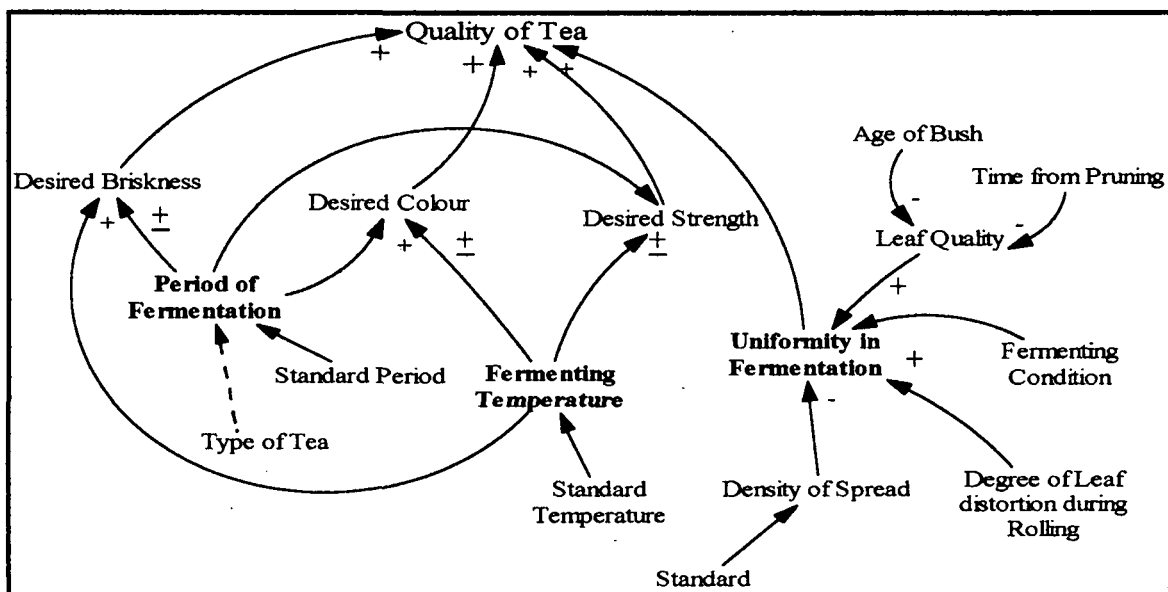 Quality of Tea
+
+
+
+
Age of Bush
Time from Pruning
Desired Briskness
Desired Colour
Desired Strength
-
-
Leaf Quality
+
±
+
±
±
+
Period of
Fermentation
Uniformity in
Fermentation
+
Fermenting
Condition
Standard Period
Fermenting
Temperature
-
Type of Tea
Standard
Temperature
Density of Spread
Degree of Leaf
distortion during
Rolling
Standard